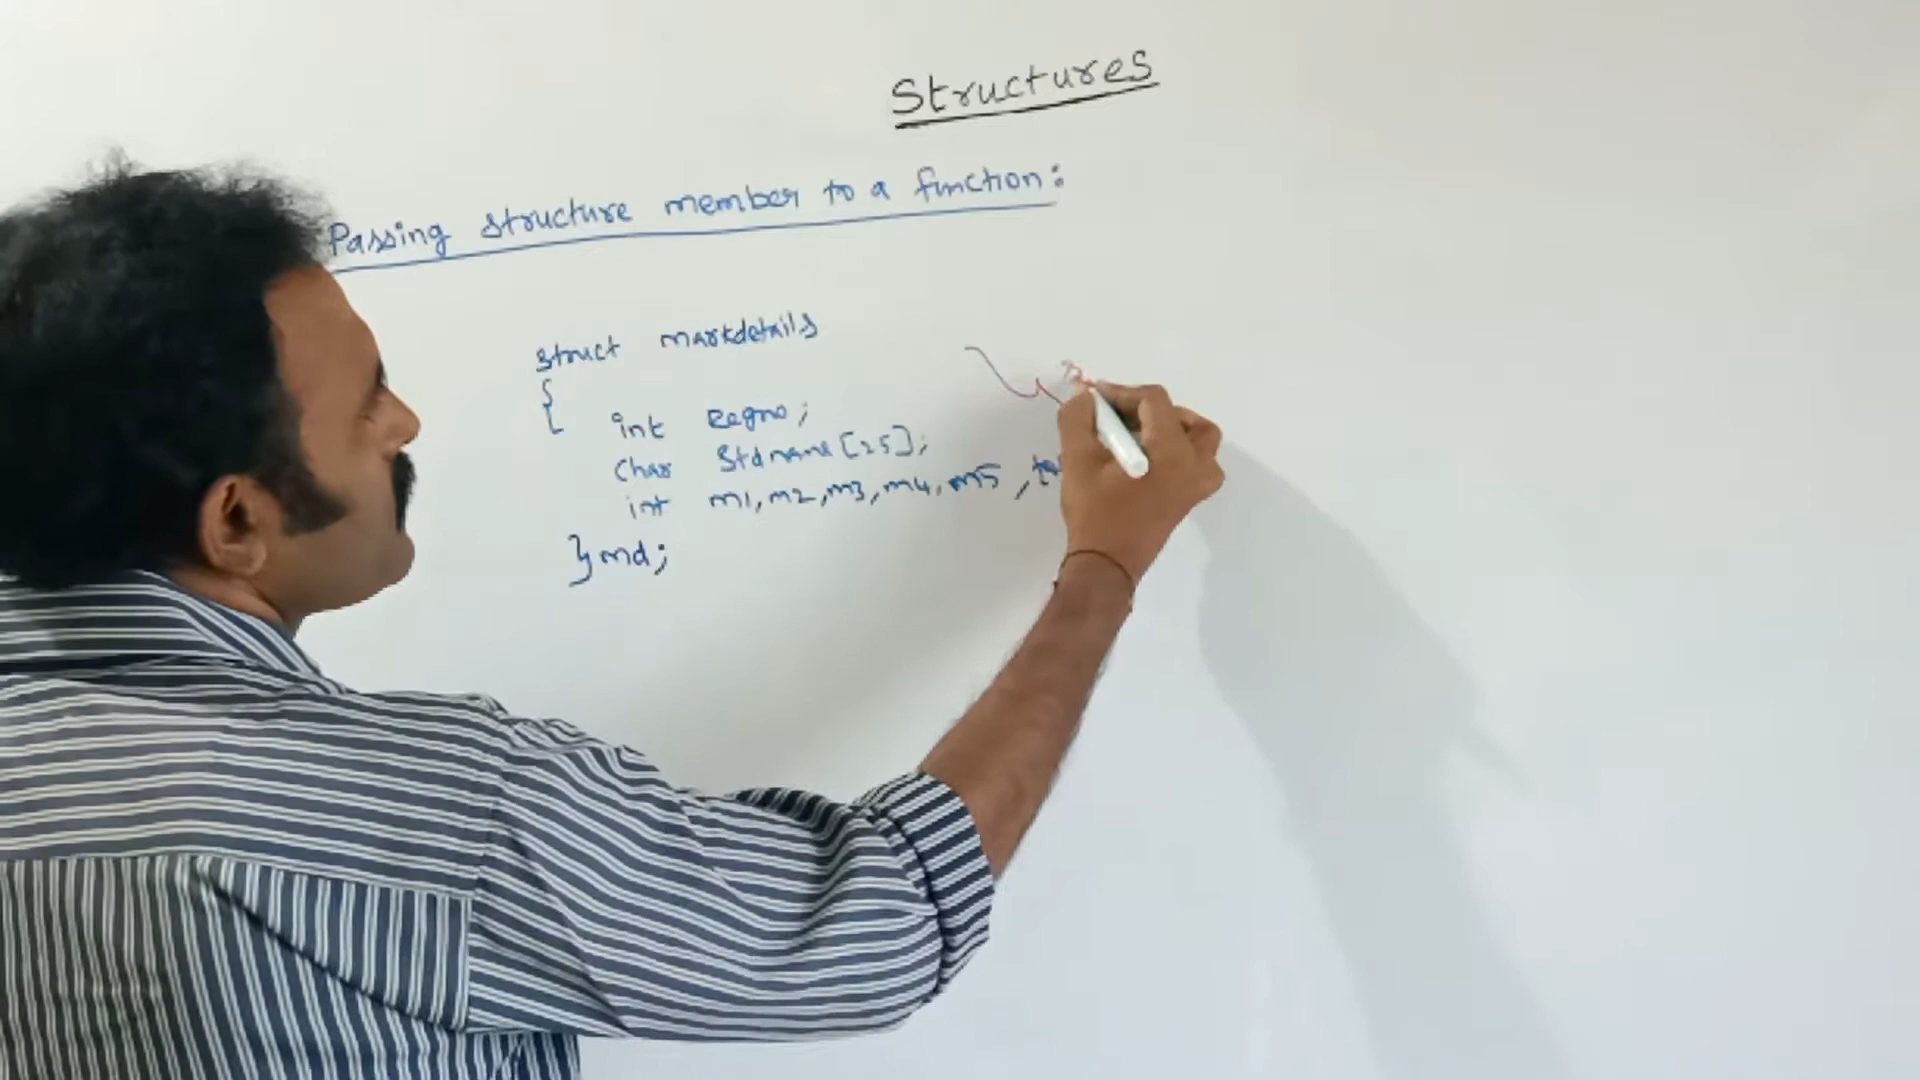 Structures
Passing structure member to a function:
struct markdetails
{
int Regno;
char Stdname[25];
int m1,m2,m3,m4,m5,
}md;